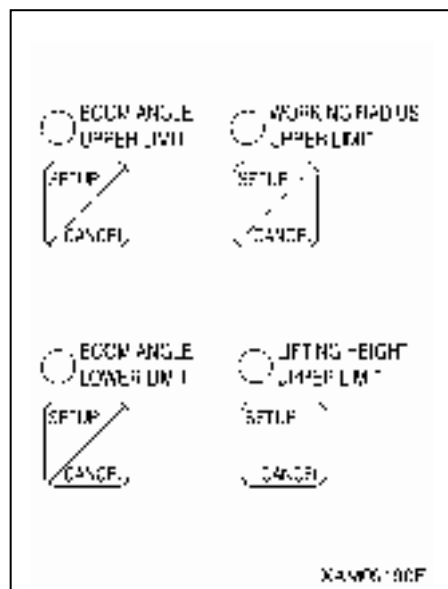 BOOM ANGLE
UPPER LIMIT
SETUP
CANCEL
WORKING RADIUS
UPPER LIMIT
SETUP
CANCEL
BOOM ANGLE
LOWER LIMIT
SETUP
CANCEL
LIFTING HEIGHT
UPPER LIMIT
SETUP
CANCEL